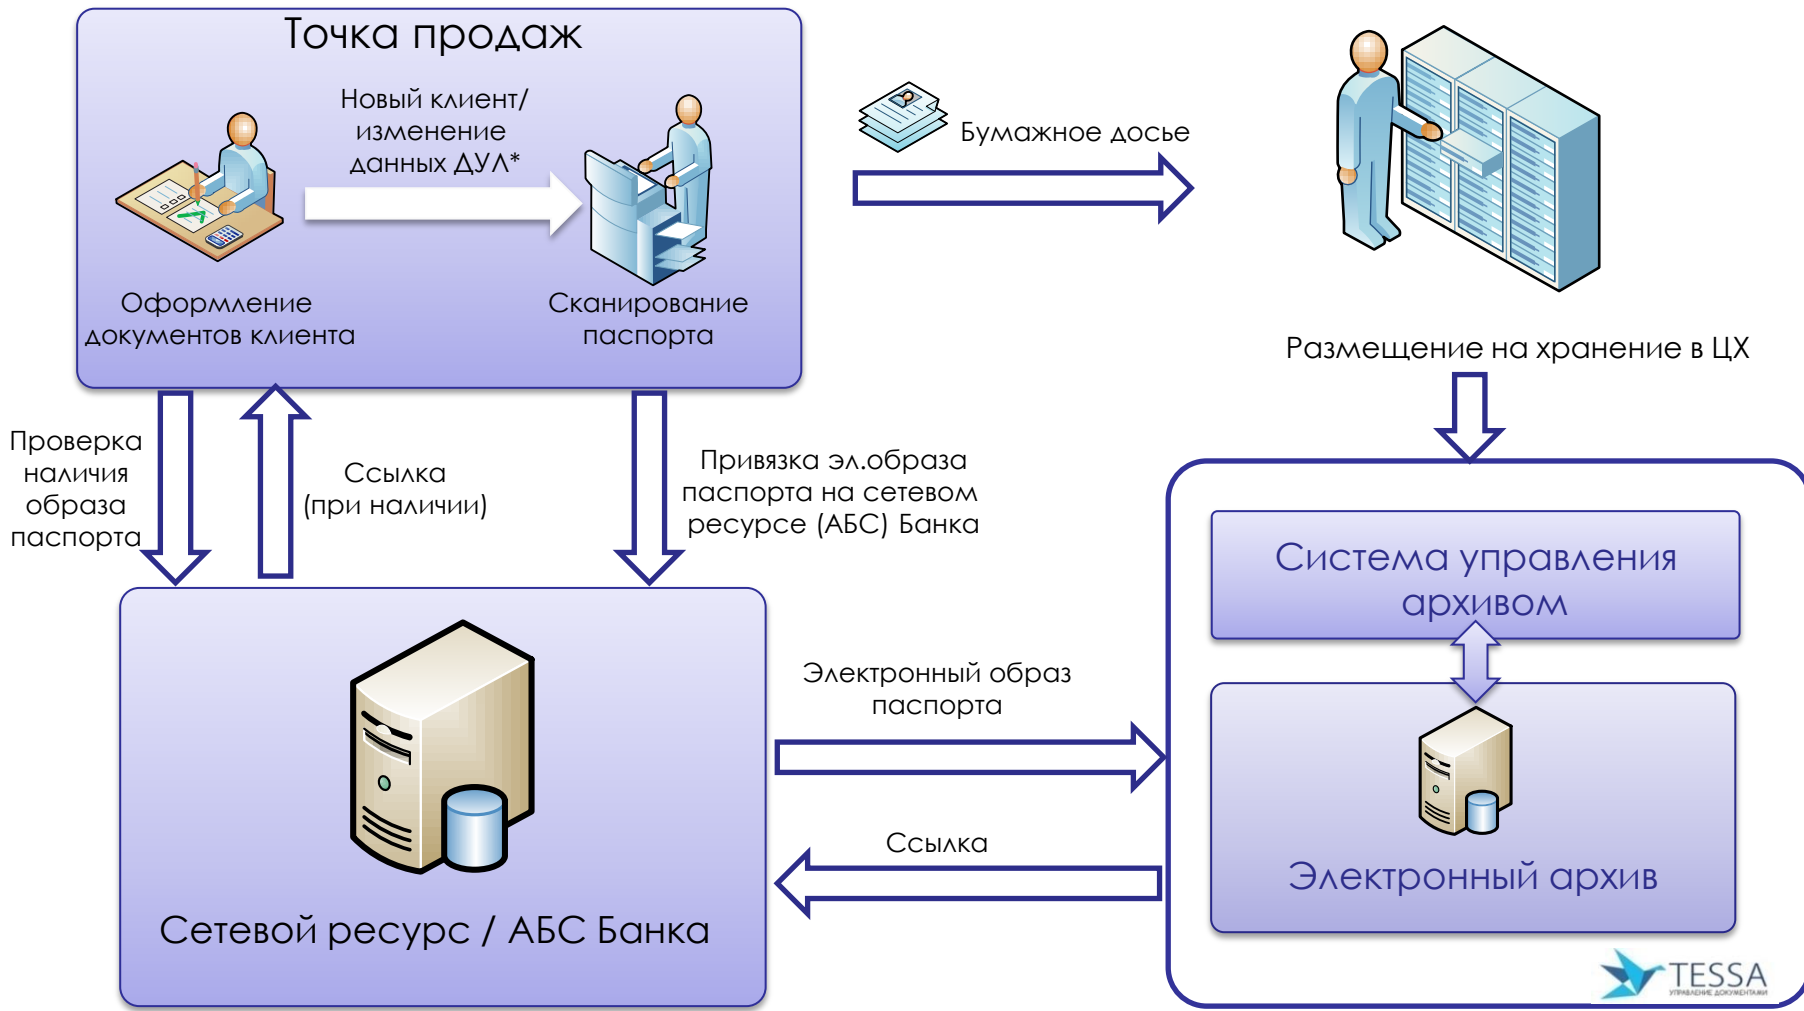 Точка продаж
Новый клиент/
изменение
данных ДУЛ*
Оформление
документов клиента
Сканирование
паспорта
Бумажное досье
Размещение на хранение в ЦХ
Проверка
наличия
образа
паспорта
Ссылка
(при наличии)
Привязка эл.образа
паспорта на сетевом
ресурсе (АБС) Банка
Система управления
архивом
Электронный образ
паспорта
Ссылка
Электронный архив
Сетевой ресурс / АБС Банка
TESSA
УПРАВЛЕНИЕ ДОКУМЕНТАМИ